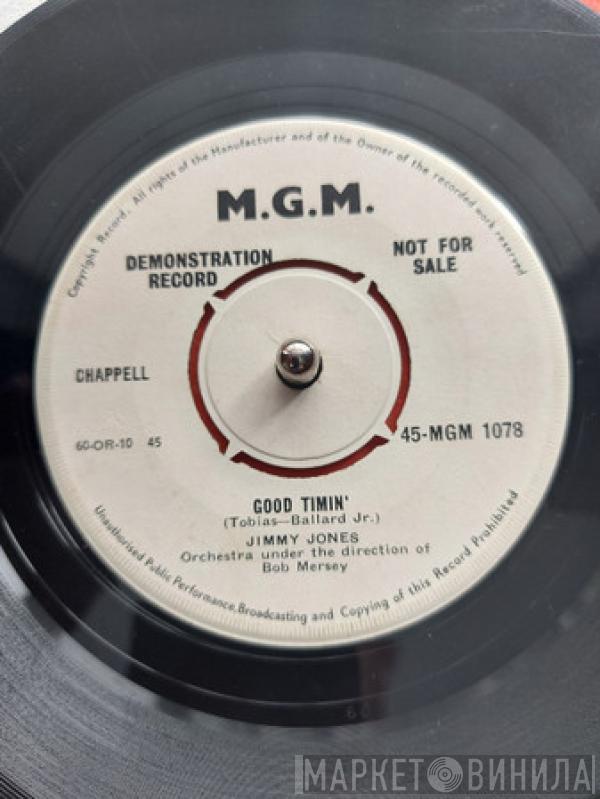 Copyright Record. All rights of the Manufacturer and of the Owner of the recorded work reserved
M.G.M.
DEMONSTRATION
RECORD
NOT FOR
SALE
CHAPPELL
60-OR-10 45
45-MGM 1078
GOOD TIMIN'
(Tobias—Ballard Jr.)
JIMMY JONES
Orchestra under the direction of
Bob Mersey
Unauthorised Public Performance, Broadcasting and Copying of this Record Prohibited
МАРКЕТ ВИНИЛА